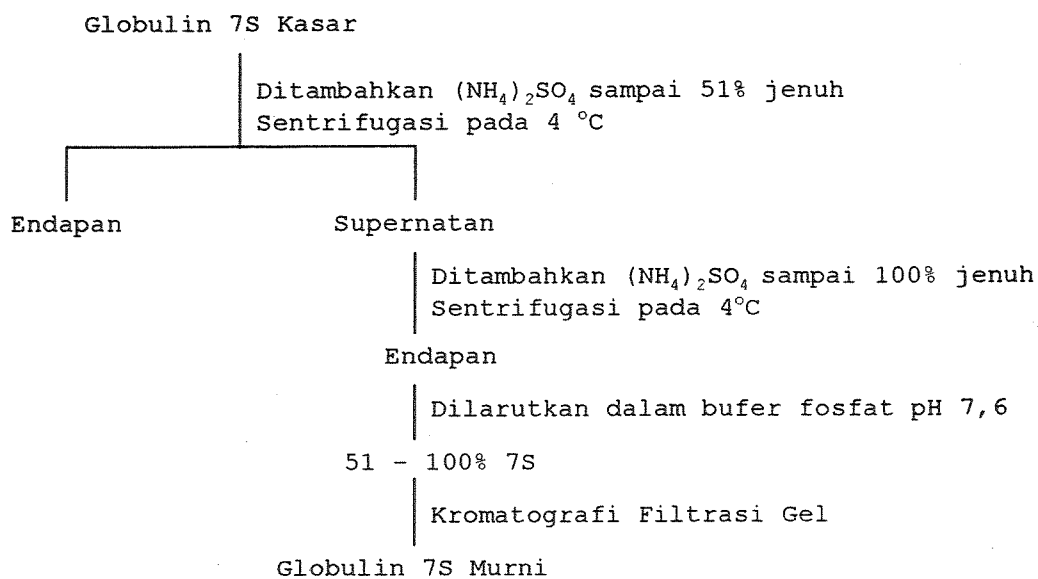 Globulin 7S Kasar
Ditambahkan (NH₄)₂SO₄ sampai 51% jenuh
Sentrifugasi pada 4 °C
Endapan Supernatan
Ditambahkan (NH₄)₂SO₄ sampai 100% jenuh
Sentrifugasi pada 4°C
Endapan
Dilarutkan dalam bufer fosfat pH 7,6
51 – 100% 7S
Kromatografi Filtrasi Gel
Globulin 7S Murni